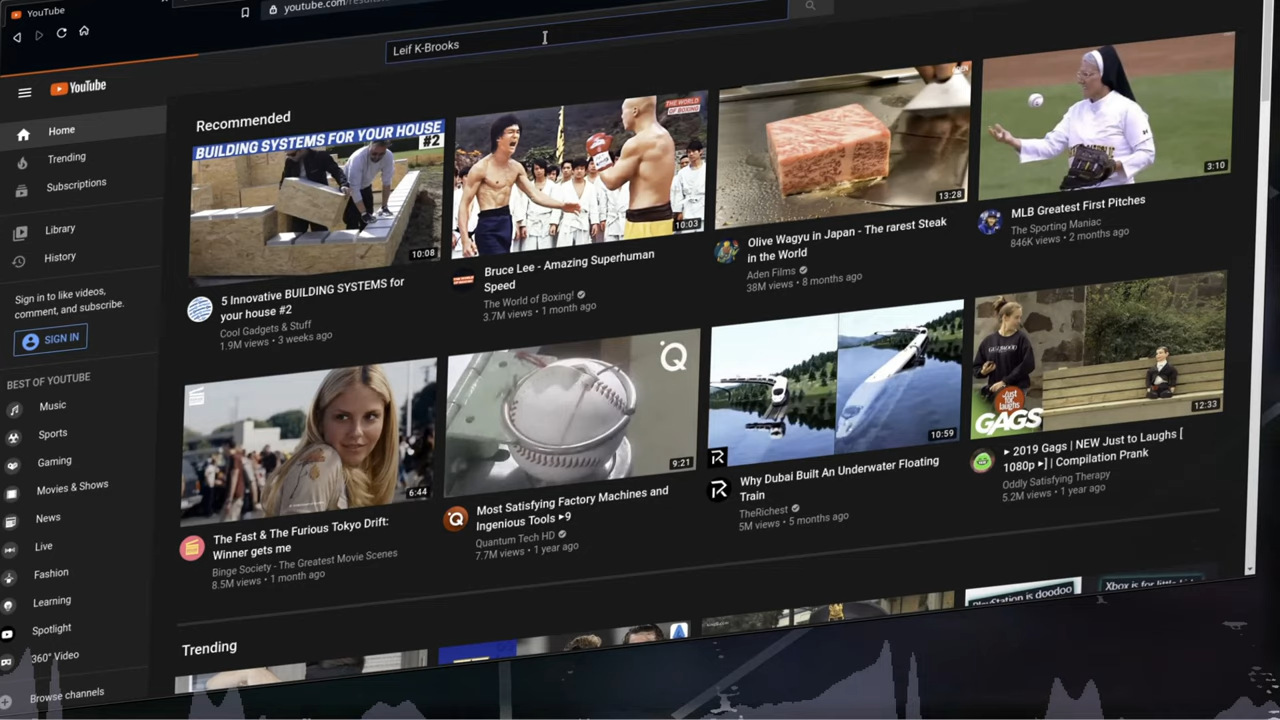 YouTube
youtube.com/results
Leif K-Brooks
YouTube
Home
Trending
Subscriptions
Library
History
Sign in to like videos,
comment, and subscribe.
SIGN IN
BEST OF YOUTUBE
Music
Sports
Gaming
Movies & Shows
News
Live
Fashion
Learning
Spotlight
360° Video
Browse channels
Recommended
BUILDING SYSTEMS FOR YOUR HOUSE
#2
10:08
5 Innovative BUILDING SYSTEMS for
your house #2
Cool Gadgets & Stuff
1.9M views • 3 weeks ago
THE WORLD
OF BOXING
10:03
Bruce Lee - Amazing Superhuman
Speed
The World of Boxing!
3.7M views • 1 month ago
13:28
Olive Wagyu in Japan - The rarest Steak
in the World
Aden Films
38M views • 8 months ago
3:10
MLB Greatest First Pitches
The Sporting Maniac
846K views • 2 months ago
6:44
The Fast & The Furious Tokyo Drift:
Winner gets me
Binge Society - The Greatest Movie Scenes
8.5M views • 1 month ago
9:21
Most Satisfying Factory Machines and
Ingenious Tools ▸9
Quantum Tech HD
7.7M views • 1 year ago
R
10:59
Why Dubai Built An Underwater Floating
Train
TheRichest
5M views • 5 months ago
Just for
laughs
GAGS
12:33
▸ 2019 Gags | NEW Just to Laughs [
1080p ▸] | Compilation Prank
Oddly Satisfying Therapy
5.2M views • 1 year ago
Trending
PlayStation is doodoo
Xbox is for